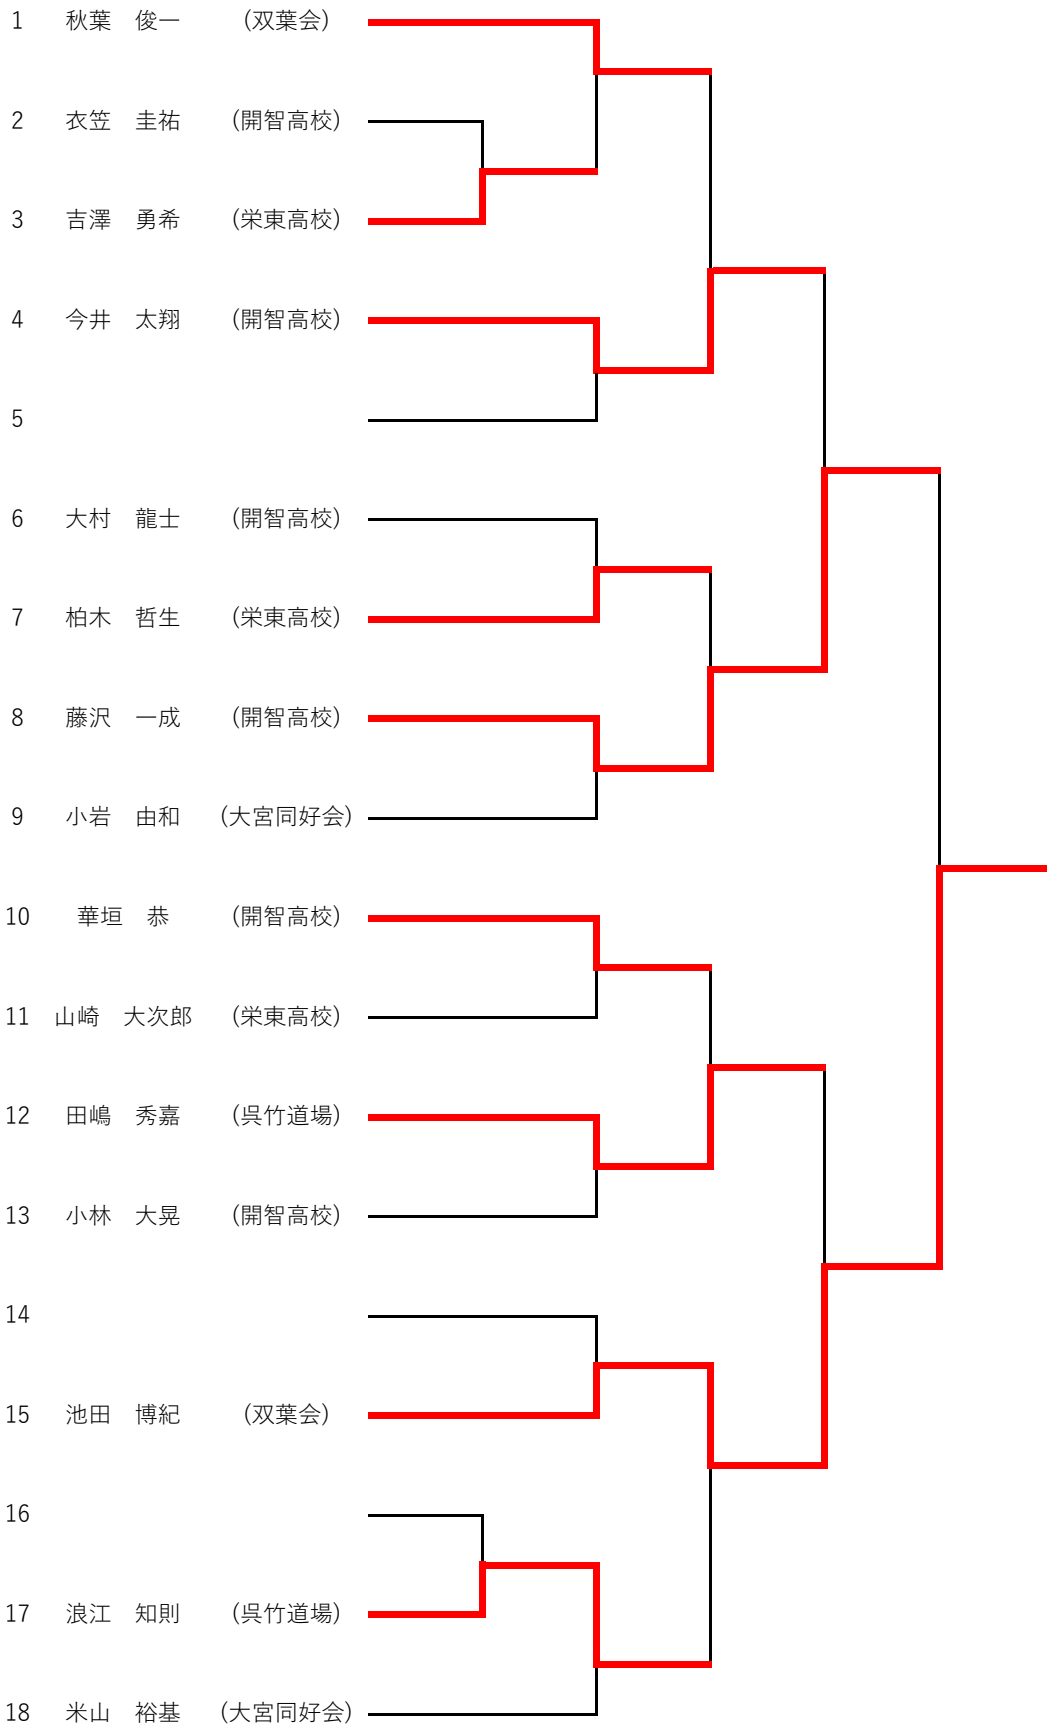 1 秋葉 俊一 (双葉会)
2 衣笠 圭祐 (開智高校)
3 吉澤 勇希 (栄東高校)
4 今井 太翔 (開智高校)
5
6 大村 龍士 (開智高校)
7 柏木 哲生 (栄東高校)
8 藤沢 一成 (開智高校)
9 小岩 由和 (大宮同好会)
10 華垣 恭 (開智高校)
11 山崎 大次郎 (栄東高校)
12 田嶋 秀嘉 (呉竹道場)
13 小林 大晃 (開智高校)
14
15 池田 博紀 (双葉会)
16
17 浪江 知則 (呉竹道場)
18 米山 裕基 (大宮同好会)